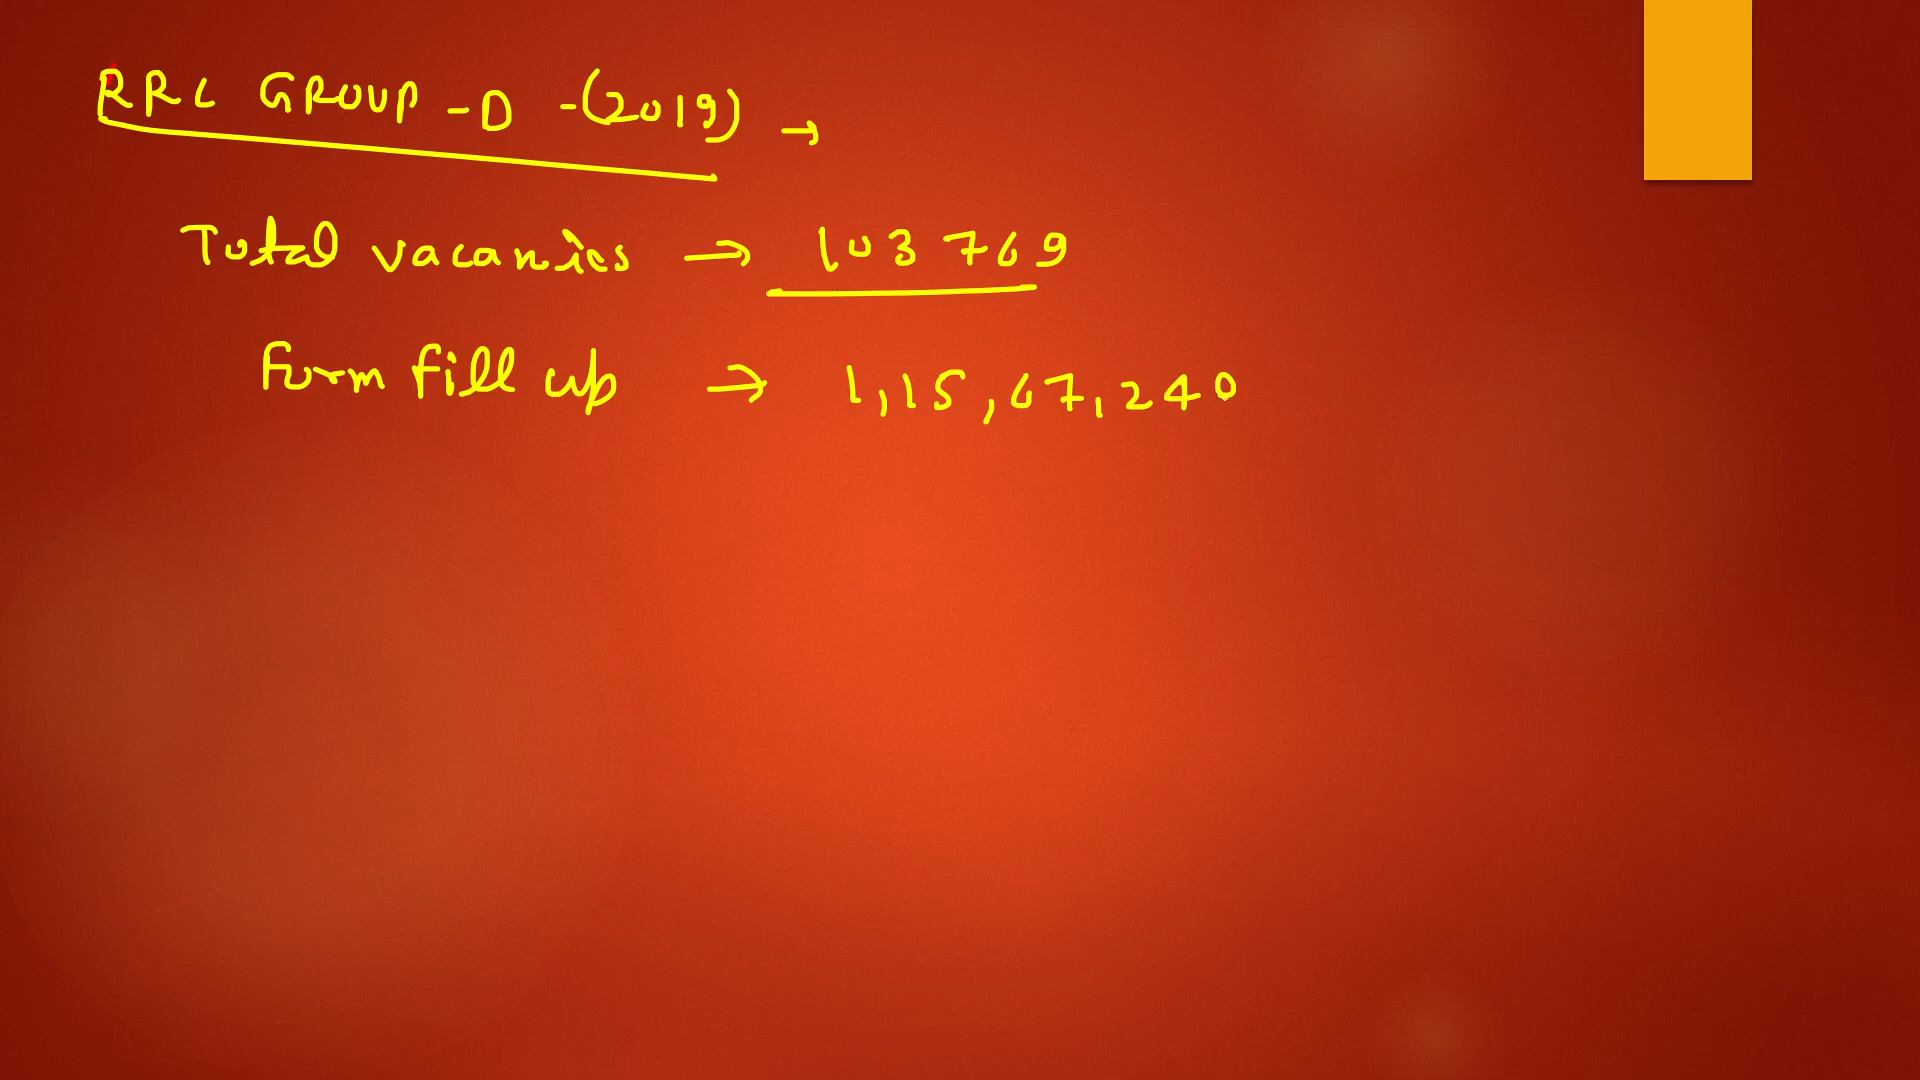 RRC GROUP -D -(2019) →
Total vacancies → 103769
Form fill up → 1,15,67,240